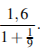 1,6
1 + 1/9 .